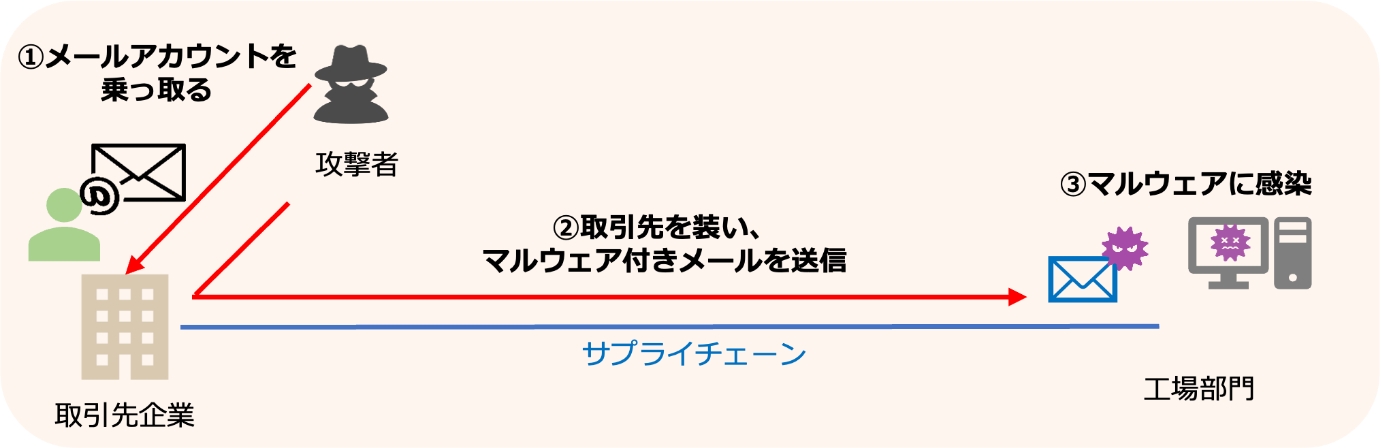 ①メールアカウントを
乗っ取る
攻撃者
@
②取引先を装い、
マルウェア付きメールを送信
③マルウェアに感染
サプライチェーン
取引先企業
工場部門